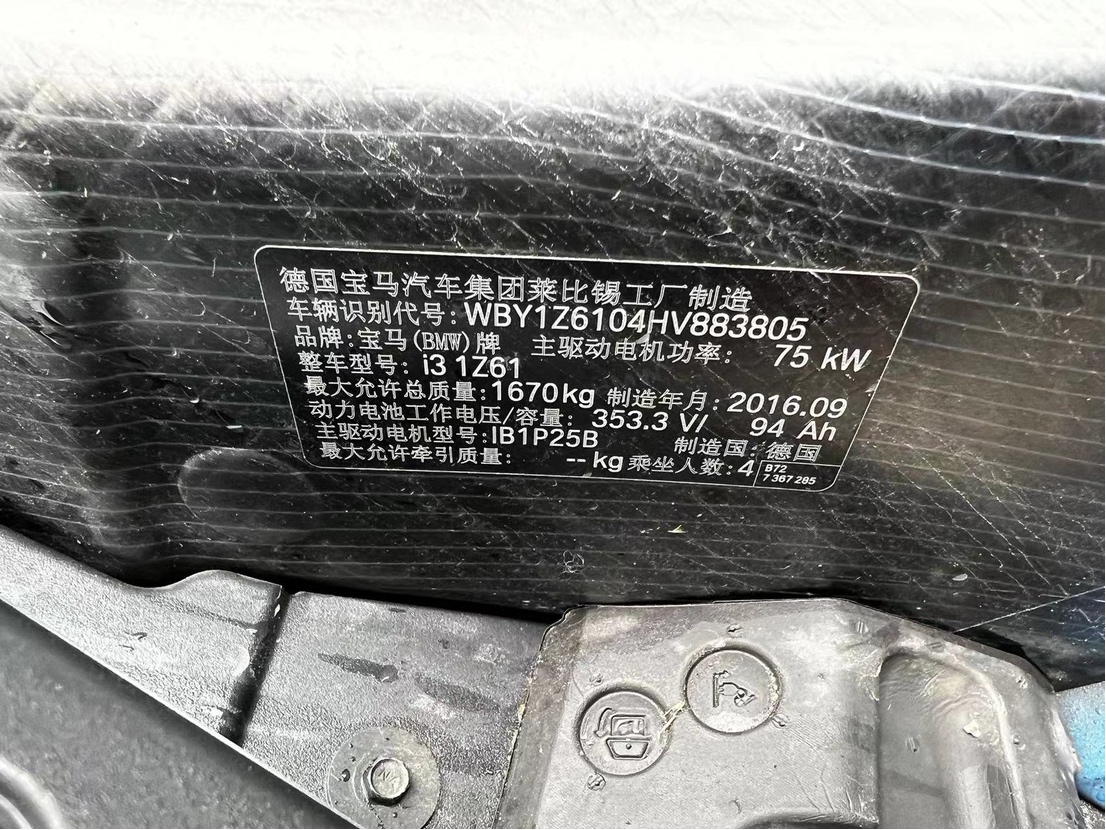 德国宝马汽车集团莱比锡工厂制造
车辆识别代号:WBY1Z6104HV883805
品牌:宝马(BMW)牌 主驱动电机功率: 75 kW
整车型号: i3 1Z61
最大允许总质量:1670kg 制造年月:2016.09
动力电池工作电压/容量: 353.3 V/ 94 Ah
主驱动电机型号:IB1P25B 制造国:德国
最大允许牵引质量: --kg 乘坐人数:4
B72
7 367 285